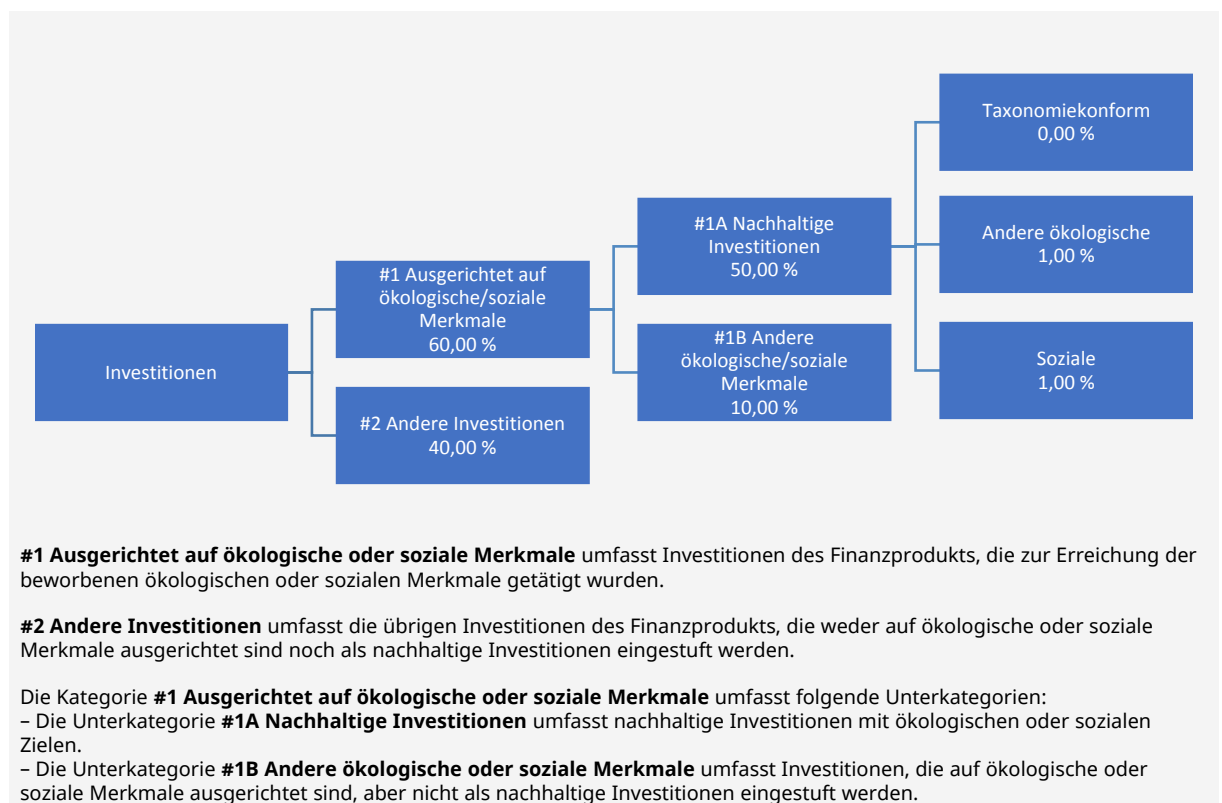 Investitionen
#1 Ausgerichtet auf
ökologische/soziale
Merkmale
60,00 %
#2 Andere Investitionen
40,00 %
#1A Nachhaltige
Investitionen
50,00 %
#1B Andere
ökologische/soziale
Merkmale
10,00 %
Taxonomiekonform
0,00 %
Andere ökologische
1,00 %
Soziale
1,00 %
#1 Ausgerichtet auf ökologische oder soziale Merkmale umfasst Investitionen des Finanzprodukts, die zur Erreichung der
beworbenen ökologischen oder sozialen Merkmale getätigt wurden.
#2 Andere Investitionen umfasst die übrigen Investitionen des Finanzprodukts, die weder auf ökologische oder soziale
Merkmale ausgerichtet sind noch als nachhaltige Investitionen eingestuft werden.
Die Kategorie #1 Ausgerichtet auf ökologische oder soziale Merkmale umfasst folgende Unterkategorien:
– Die Unterkategorie #1A Nachhaltige Investitionen umfasst nachhaltige Investitionen mit ökologischen oder sozialen
Zielen.
– Die Unterkategorie #1B Andere ökologische oder soziale Merkmale umfasst Investitionen, die auf ökologische oder
soziale Merkmale ausgerichtet sind, aber nicht als nachhaltige Investitionen eingestuft werden.